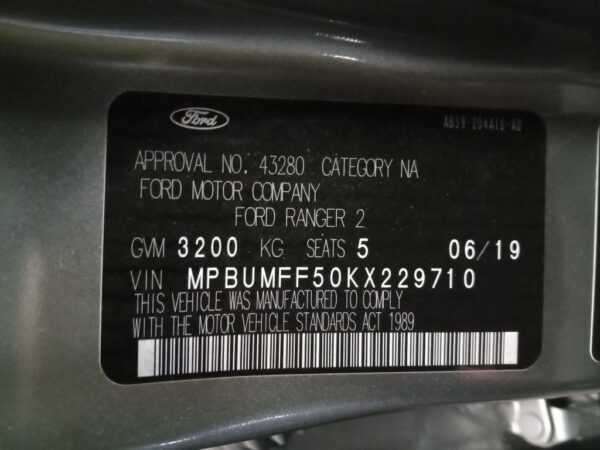 Ford
AB39-204A10-AD
APPROVAL NO. 43280 CATEGORY NA
FORD MOTOR COMPANY
FORD RANGER 2
GVM 3200 KG SEATS 5 06/19
VIN MPBUMFF50KX229710
THIS VEHICLE WAS MANUFACTURED TO COMPLY
WITH THE MOTOR VEHICLE STANDARDS ACT 1989